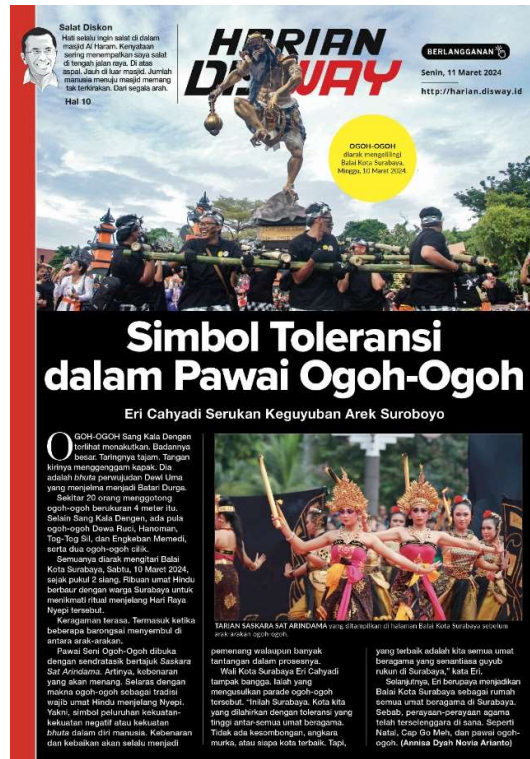 Salat Diskon
Hati selalu ingin salat di dalam
masjid Al Haram. Kenyataan
sering menempatkan saya salat
di tengah jalan raya. Di atas
aspal. Jauh di luar masjid. Jumlah
manusia menuju masjid memang
tak terkirakan. Dari segala arah.
Hal 10
HARIAN
DISWAY
BERLANGGANAN
Senin, 11 Maret 2024
http://harian.disway.id
OGOH-OGOH
diarak mengelilingi
Balai Kota Surabaya,
Minggu, 10 Maret 2024.
Simbol Toleransi
dalam Pawai Ogoh-Ogoh
Eri Cahyadi Serukan Keguyuban Arek Suroboyo
OGOH-OGOH Sang Kala Dengen
terlihat menakutkan. Badannya
besar. Taringnya tajam. Tangan
kirinya menggenggam kapak. Dia
adalah bhuta perwujudan Dewi Uma
yang menjelma menjadi Batari Durga.
Sekitar 20 orang menggotong
ogoh-ogoh berukuran 4 meter itu.
Selain Sang Kala Dengen, ada pula
ogoh-ogoh Dewa Ruci, Hanoman,
Tog-Tog Sil, dan Engkeban Memedi,
serta dua ogoh-ogoh cilik.
Semuanya diarak mengitari Balai
Kota Surabaya, Sabtu, 10 Maret 2024,
sejak pukul 2 siang. Ribuan umat Hindu
berbaur dengan warga Surabaya untuk
menikmati ritual menjelang Hari Raya
Nyepi tersebut.
Keragaman terasa. Termasuk ketika
beberapa barongsai menyembul di
antara arak-arakan.
Pawai Seni Ogoh-Ogoh dibuka
dengan sendratasik bertajuk Saskara
Sat Arindama. Artinya, kebenaran
yang akan menang. Selaras dengan
makna ogoh-ogoh sebagai tradisi
wajib umat Hindu menjelang Nyepi.
Yakni, simbol peluruhan kekuatan-
kekuatan negatif atau kekuatan
bhuta dalam diri manusia. Kebenaran
dan kebaikan akan selalu menjadi
TARIAN SASKARA SAT ARINDAMA yang ditampilkan di halaman Balai Kota Surabaya sebelum
arak-arakan ogoh-ogoh.
pemenang walaupun banyak
tantangan dalam prosesnya.
Wali Kota Surabaya Eri Cahyadi
tampak bangga. Ialah yang
mengusulkan parade ogoh-ogoh
tersebut. "Inilah Surabaya. Kota kita
yang dilahirkan dengan toleransi yang
tinggi antar-semua umat beragama.
Tidak ada kesombongan, angkara
murka, atau siapa kota terbaik. Tapi,
yang terbaik adalah kita semua umat
beragama yang senantiasa guyub
rukun di Surabaya," kata Eri.
Selanjutnya, Eri berupaya menjadikan
Balai Kota Surabaya sebagai rumah
semua umat beragama di Surabaya.
Sebab, perayaan-perayaan agama
telah terselenggara di sana. Seperti
Natal, Cap Go Meh, dan pawai ogoh-
ogoh. (Annisa Dyah Novia Arianto)